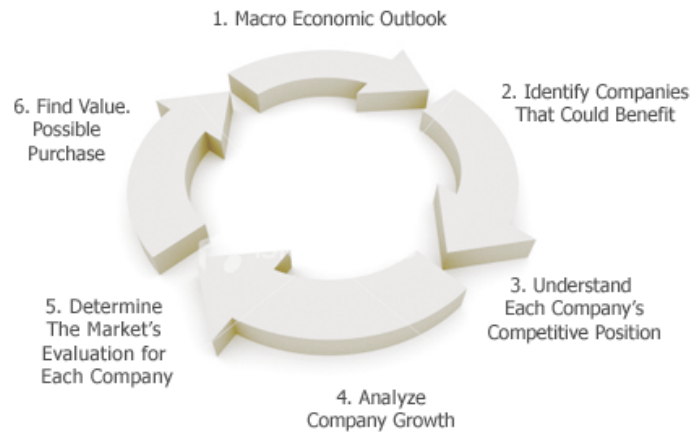 1. Macro Economic Outlook
2. Identify Companies
That Could Benefit
3. Understand
Each Company's
Competitive Position
4. Analyze
Company Growth
5. Determine
The Market's
Evaluation for
Each Company
6. Find Value.
Possible
Purchase